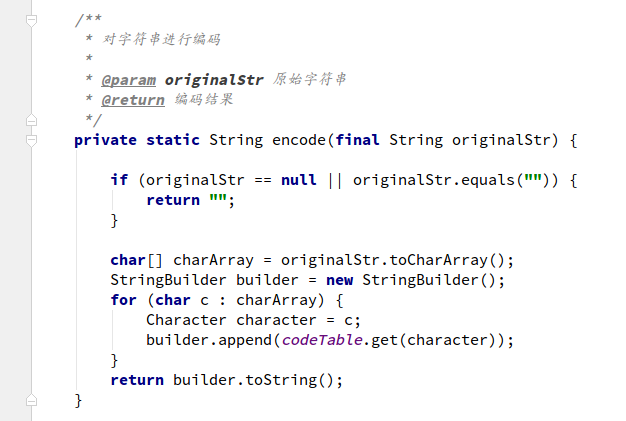 /**
 * 对字符串进行编码
 *
 * @param originalStr 原始字符串
 * @return 编码结果
 */
private static String encode(final String originalStr) {
if (originalStr == null || originalStr.equals("")) {
return "";
}
char[] charArray = originalStr.toCharArray();
StringBuilder builder = new StringBuilder();
for (char c : charArray) {
Character character = c;
builder.append(codeTable.get(character));
}
return builder.toString();
}